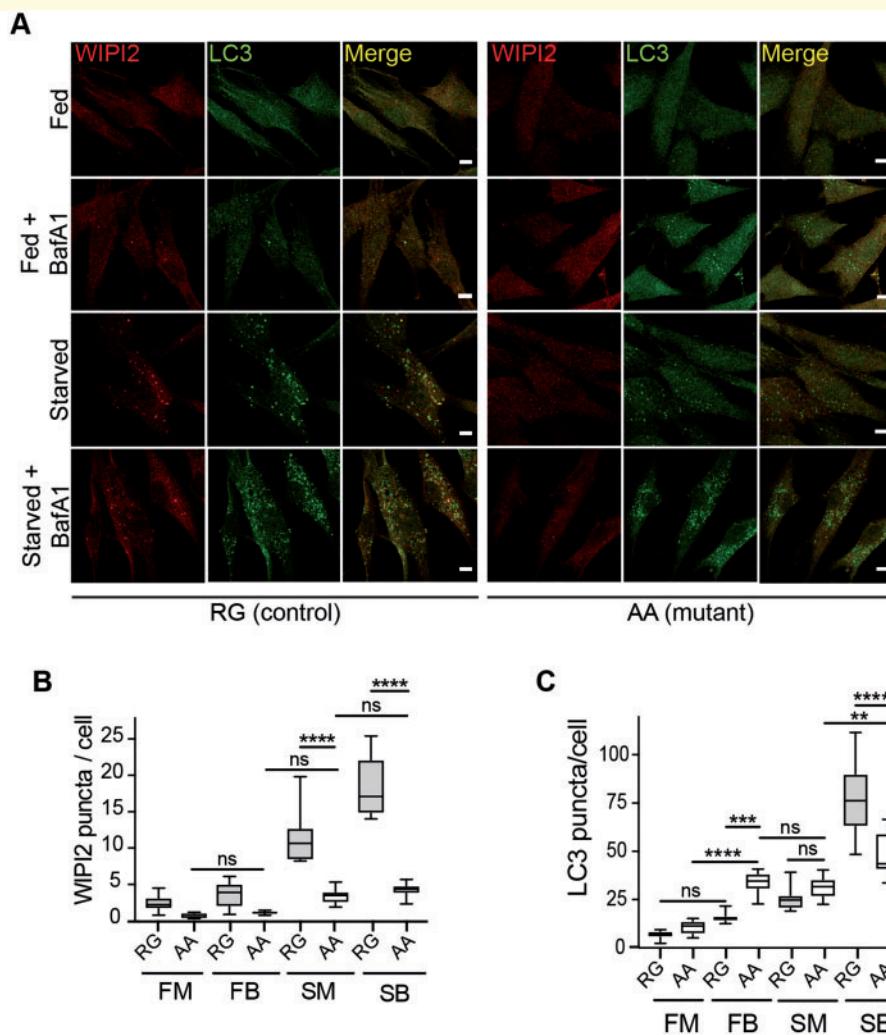 A
WIPI2 LC3 Merge WIPI2 LC3 Merge
Fed
Fed + BafA1
Starved
Starved + BafA1
RG (control) AA (mutant)
B
WIPI2 puncta / cell
25
20
15
10
5
0
ns
ns
****
ns
****
RG AA RG AA RG AA RG AA
FM FB SM SB
C
LC3 puncta/cell
100
75
50
25
0
ns
****
***
ns
ns
**
****
RG AA RG AA RG AA RG AA
FM FB SM SB